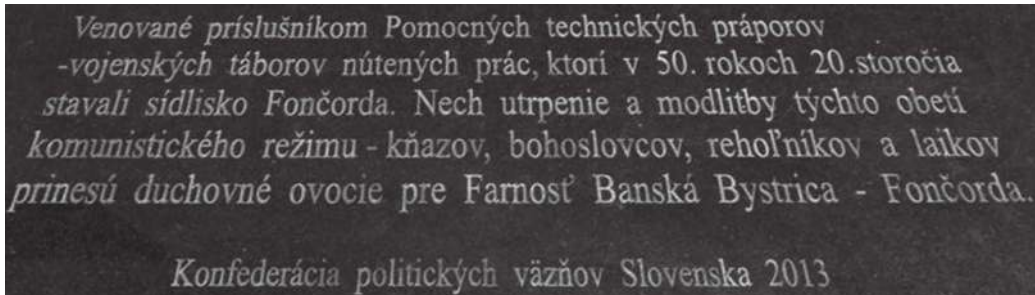 Venované príslušníkom Pomocných technických práporov
-vojenských táborov nútených prác, ktorí v 50. rokoch 20.storočia
stavali sídlisko Fončorda. Nech utrpenie a modlitby týchto obetí
komunistického režimu - kňazov, bohoslovcov, rehoľníkov a laikov
prinesú duchovné ovocie pre Farnosť Banská Bystrica - Fončorda.
Konfederácia politických väzňov Slovenska 2013